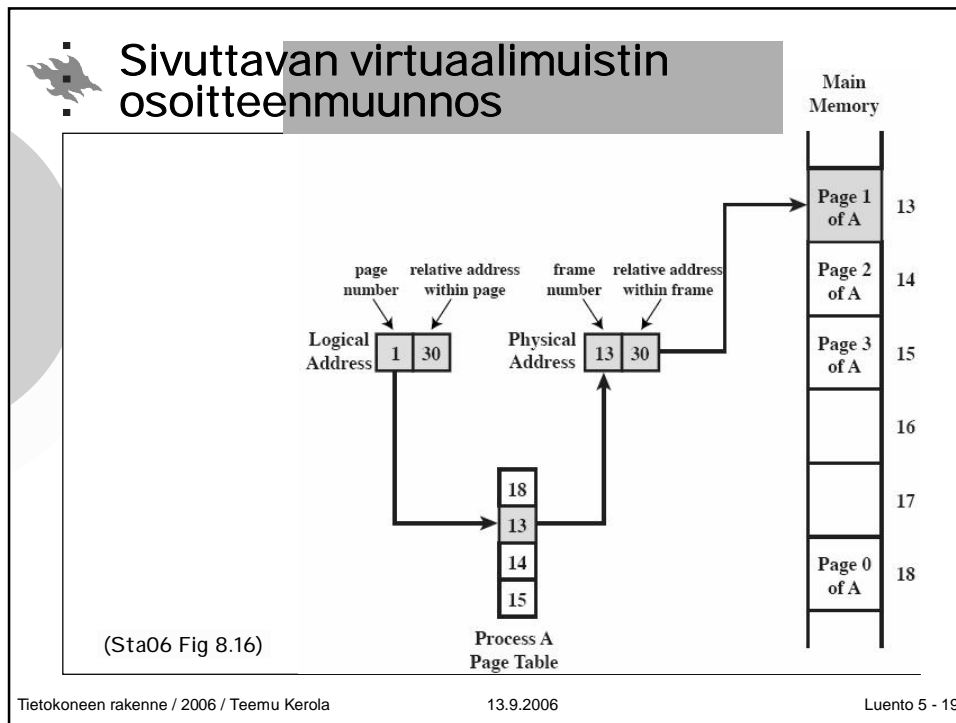 Sivuttavan virtuaalimuistin
osoitteenmuunnos
Main
Memory
Page 1
of A
13
Page 2
of A
14
Page 3
of A
15
16
17
Page 0
of A
18
page
number
relative address
within page
frame
number
relative address
within frame
Logical
Address
1
30
Physical
Address
13
30
18
13
14
15
Process A
Page Table
(Sta06 Fig 8.16)
Tietokoneen rakenne / 2006 / Teemu Kerola
13.9.2006
Luento 5 - 19